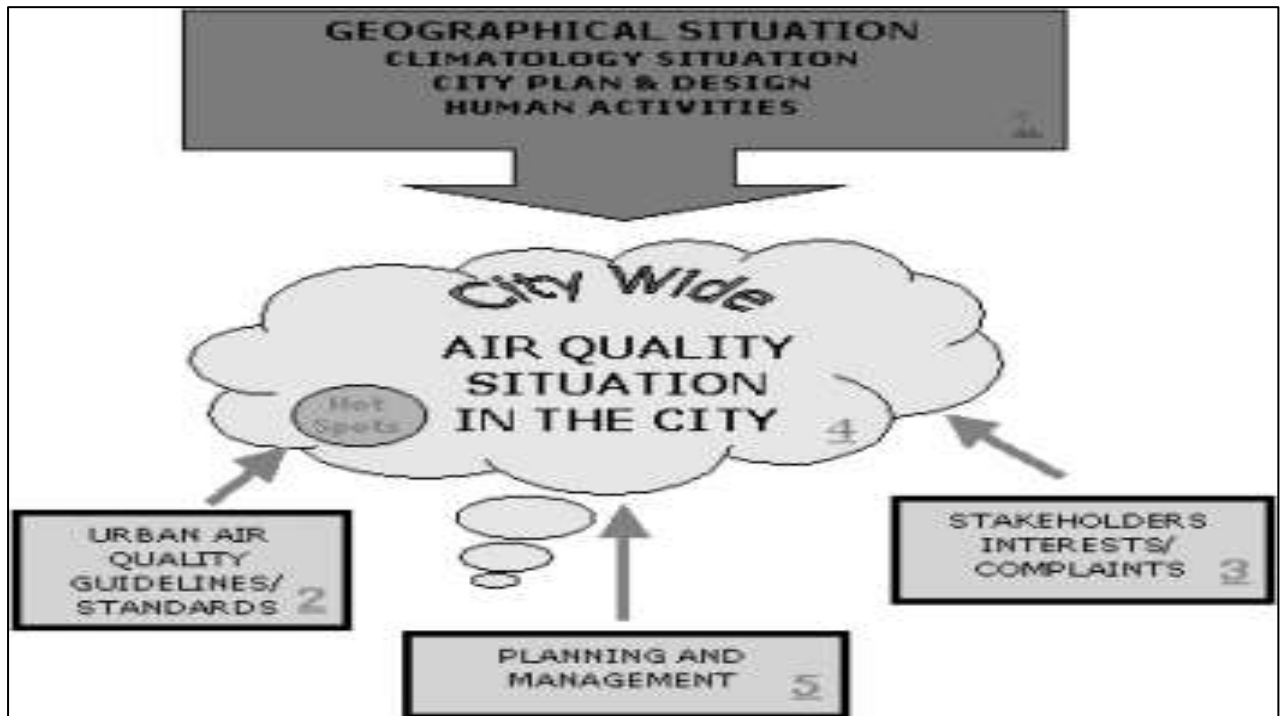 GEOGRAPHICAL SITUATION
CLIMATOLOGY SITUATION
CITY PLAN & DESIGN
HUMAN ACTIVITIES
1
City Wide
AIR QUALITY
SITUATION
IN THE CITY
4
Hot
Spots
URBAN AIR
QUALITY
GUIDELINES/
STANDARDS
2
STAKEHOLDERS
INTERESTS/
COMPLAINTS
3
PLANNING AND
MANAGEMENT
5